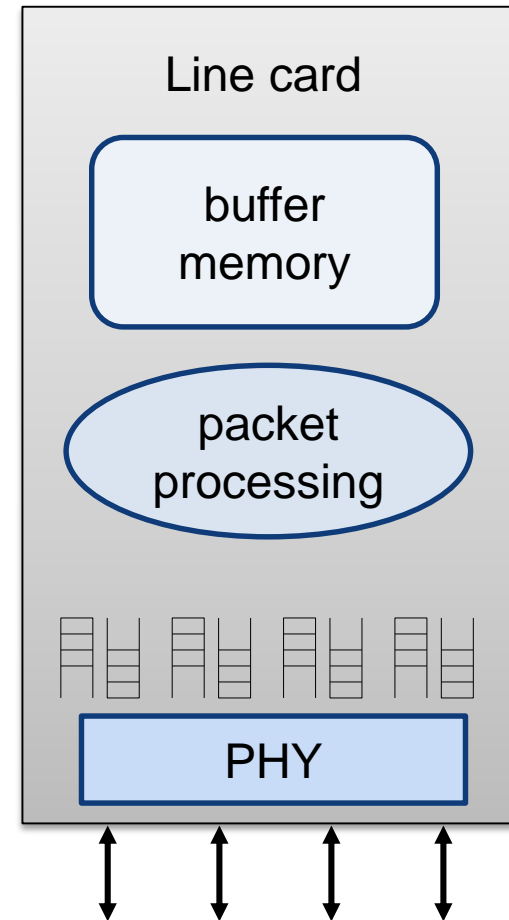 Line card
buffer
memory
packet
processing
PHY